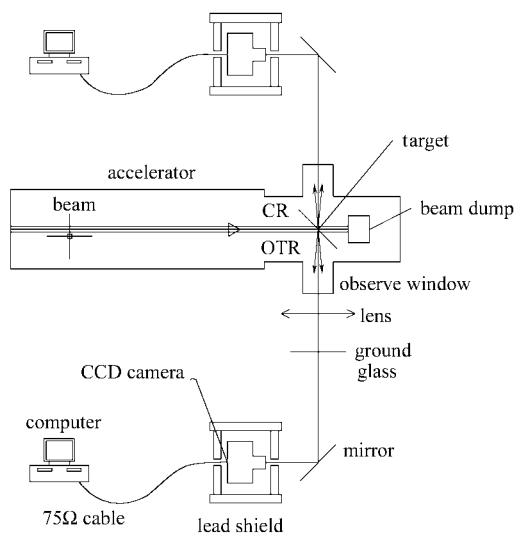 target
accelerator
beam
CR
beam dump
OTR
observe window
lens
ground
glass
CCD camera
computer
mirror
75Ω cable
lead shield